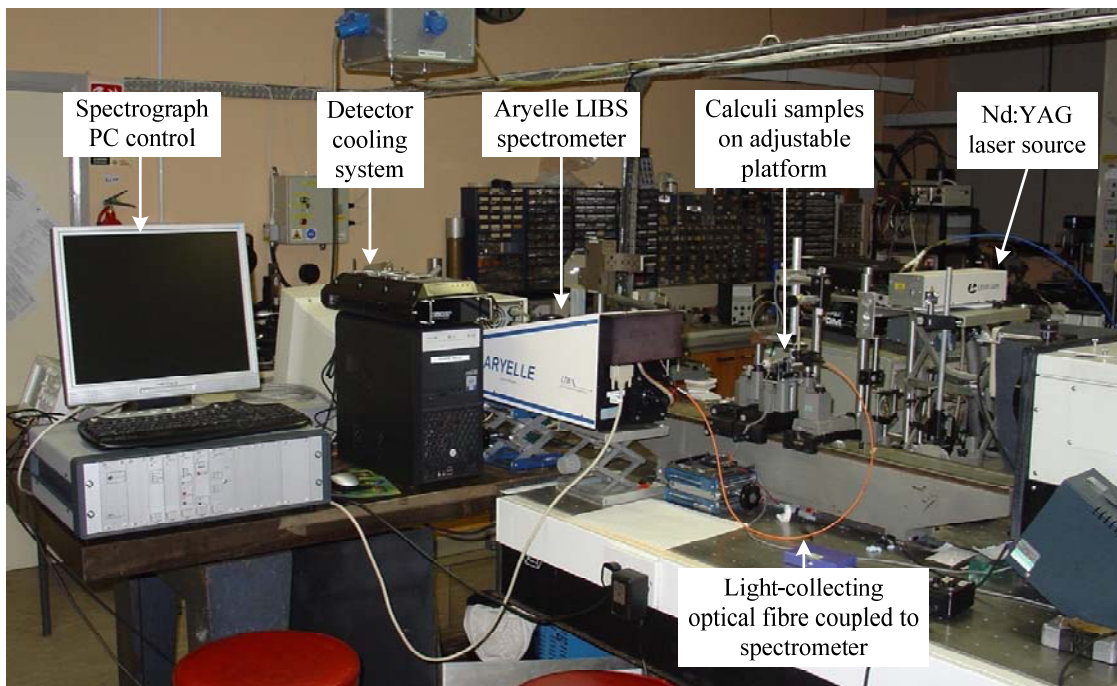 Spectrograph
PC control
Detector
cooling
system
Aryelle LIBS
spectrometer
Calculi samples
on adjustable
platform
Nd:YAG
laser source
ARYELLE
Light-collecting
optical fibre coupled to
spectrometer